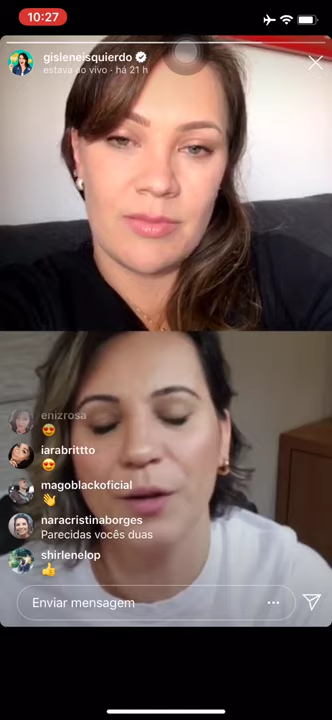 10:27
gisleneisquierdo
estava ao vivo · há 21 h
enizrosa
iarabrittto
magoblackoficial
naracristinaborges
Parecidas vocês duas
shirlenelop
Enviar mensagem